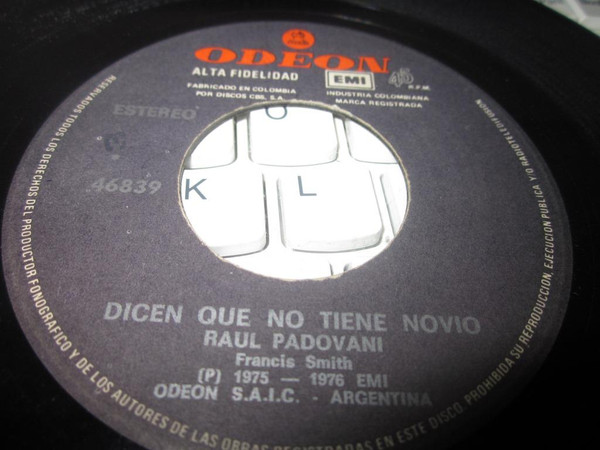 ODEON
ALTA FIDELIDAD
EMI
45
R.P.M.
FABRICADO EN COLOMBIA
POR DISCOS CBS, S.A.
INDUSTRIA COLOMBIANA
MARCA REGISTRADA
ESTEREO
46839
O
K
L
DICEN QUE NO TIENE NOVIO
RAUL PADOVANI
Francis Smith
(P) 1975 — 1976 EMI
ODEON S.A.I.C. - ARGENTINA
RESERVADOS TODOS LOS DERECHOS DEL PRODUCTOR FONOGRAFICO Y DE LOS AUTORES DE LAS OBRAS REGISTRADAS EN ESTE DISCO. PROHIBIDA SU REPRODUCCION, EJECUCION PUBLICA Y/O RADIOTELEDIFUSION